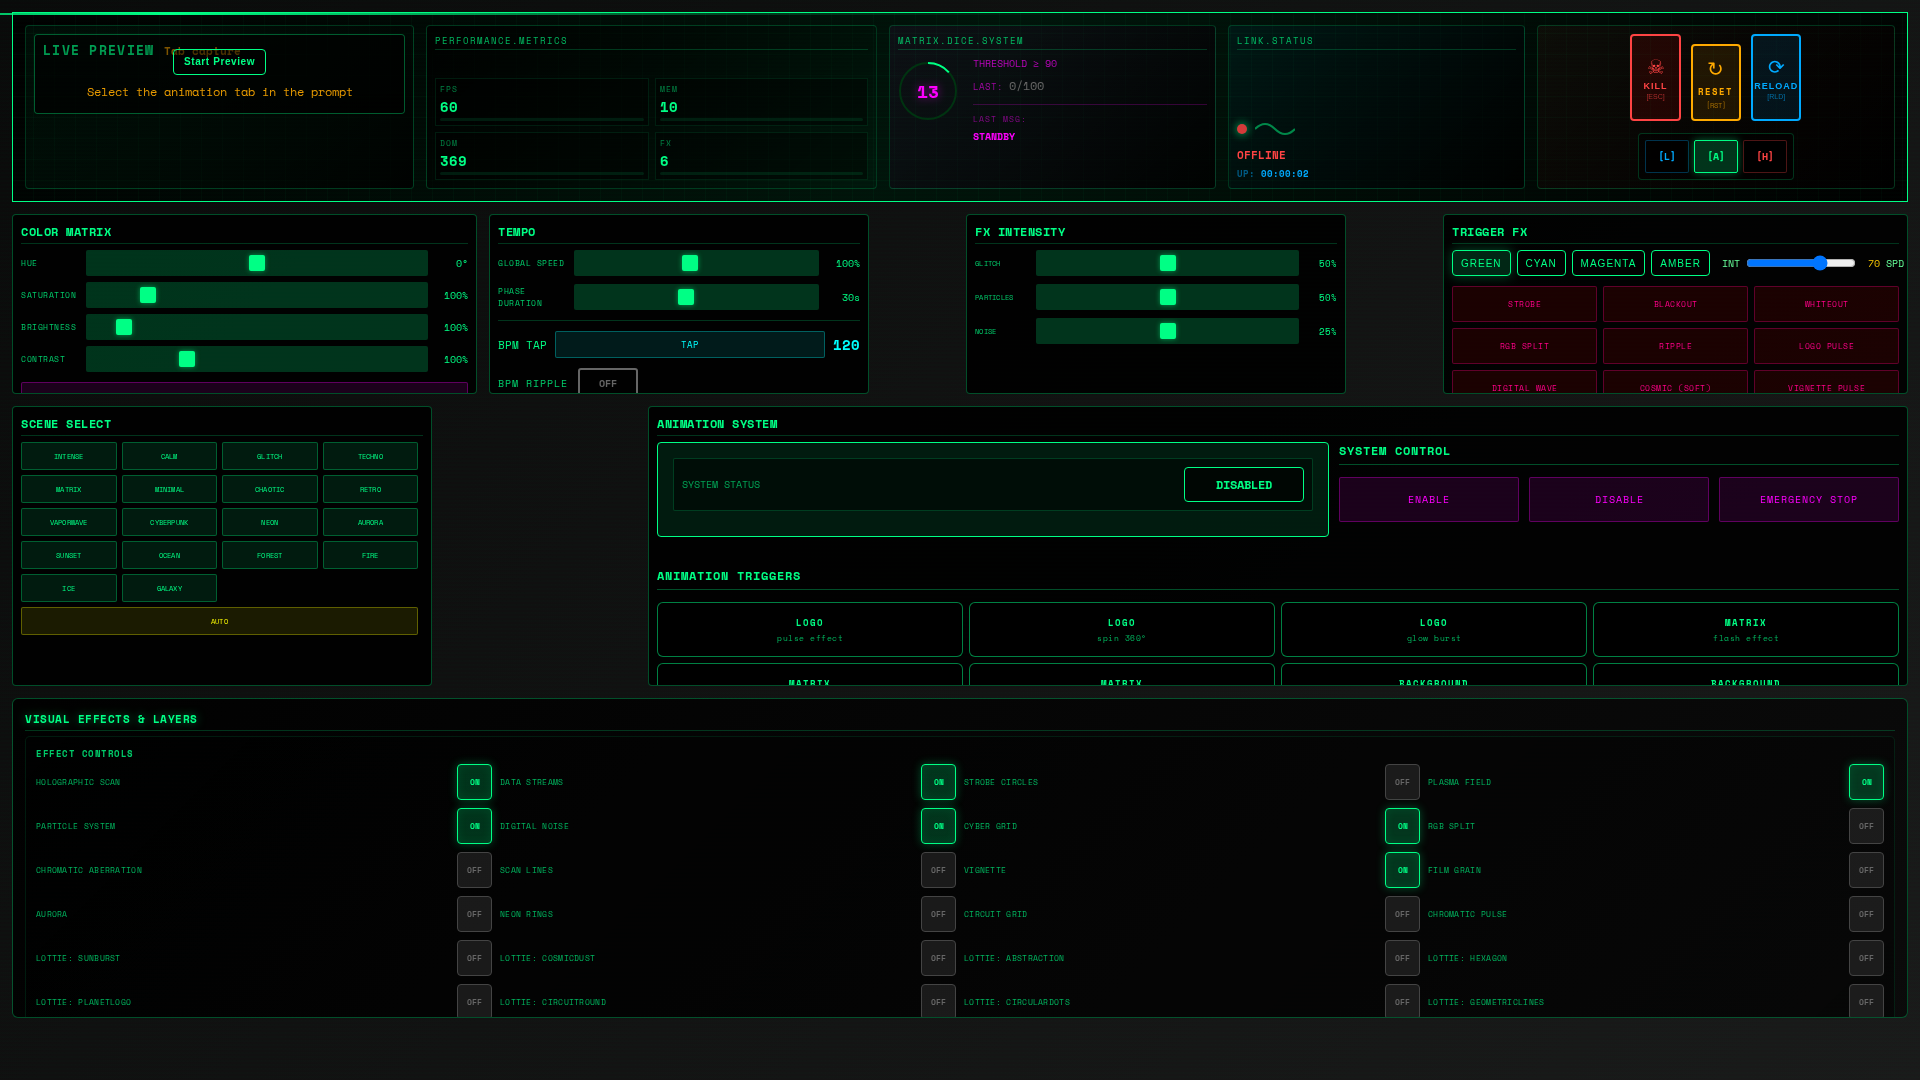 LIVE PREVIEW Tab capture
Start Preview
Select the animation tab in the prompt
PERFORMANCE.METRICS
FPS
60
MEM
10
DOM
369
FX
6
MATRIX.DICE.SYSTEM
13
THRESHOLD ≥ 90
LAST: 0/100
LAST MSG:
STANDBY
LINK.STATUS
OFFLINE
UP: 00:00:02
KILL
[ESC]
RESET
[RST]
RELOAD
[RLD]
[L]
[A]
[H]
COLOR MATRIX
HUE 0°
SATURATION 100%
BRIGHTNESS 100%
CONTRAST 100%
TEMPO
GLOBAL SPEED 100%
PHASE DURATION 30s
BPM TAP TAP 120
BPM RIPPLE OFF
FX INTENSITY
GLITCH 50%
PARTICLES 50%
NOISE 25%
TRIGGER FX
GREEN CYAN MAGENTA AMBER INT 70 SPD
STROBE BLACKOUT WHITEOUT
RGB SPLIT RIPPLE LOGO PULSE
DIGITAL WAVE COSMIC (SOFT) VIGNETTE PULSE
SCENE SELECT
INTENSE CALM GLITCH TECHNO
MATRIX MINIMAL CHAOTIC RETRO
VAPORWAVE CYBERPUNK NEON AURORA
SUNSET OCEAN FOREST FIRE
ICE GALAXY
AUTO
ANIMATION SYSTEM
SYSTEM STATUS DISABLED
SYSTEM CONTROL
ENABLE DISABLE EMERGENCY STOP
ANIMATION TRIGGERS
LOGO LOGO LOGO MATRIX
pulse effect spin 360° glow burst flash effect
MATRIX MATRIX BACKGROUND BACKGROUND
VISUAL EFFECTS & LAYERS
EFFECT CONTROLS
HOLOGRAPHIC SCAN ON DATA STREAMS ON STROBE CIRCLES OFF PLASMA FIELD ON
PARTICLE SYSTEM ON DIGITAL NOISE ON CYBER GRID ON RGB SPLIT OFF
CHROMATIC ABERRATION OFF SCAN LINES OFF VIGNETTE ON FILM GRAIN OFF
AURORA OFF NEON RINGS OFF CIRCUIT GRID OFF CHROMATIC PULSE OFF
LOTTIE: SUNBURST OFF LOTTIE: COSMICDUST OFF LOTTIE: ABSTRACTION OFF LOTTIE: HEXAGON OFF
LOTTIE: PLANETLOGO OFF LOTTIE: CIRCUITROUND OFF LOTTIE: CIRCULARDOTS OFF LOTTIE: GEOMETRICLINES OFF